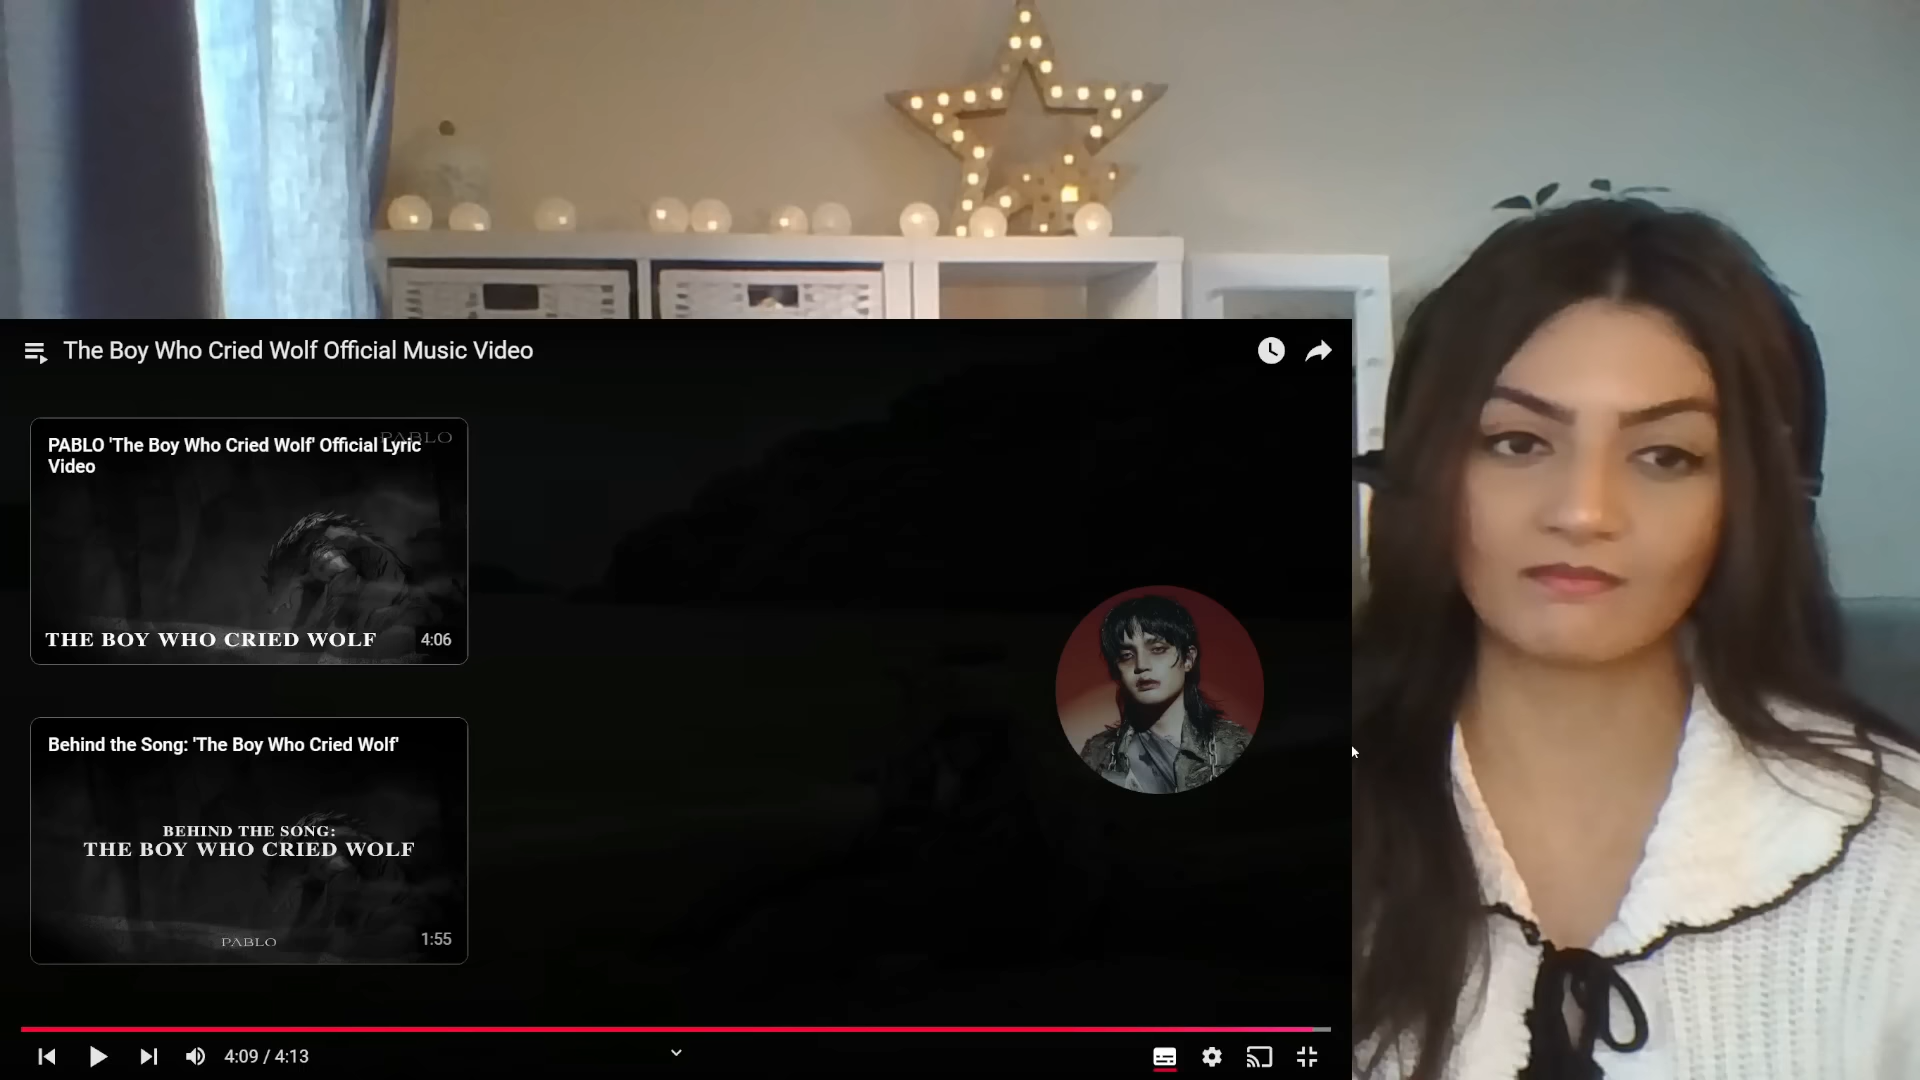 The Boy Who Cried Wolf Official Music Video
PABLO
PABLO 'The Boy Who Cried Wolf' Official Lyric
Video
THE BOY WHO CRIED WOLF
4:06
Behind the Song: 'The Boy Who Cried Wolf'
BEHIND THE SONG:
THE BOY WHO CRIED WOLF
PABLO
1:55
4:09 / 4:13